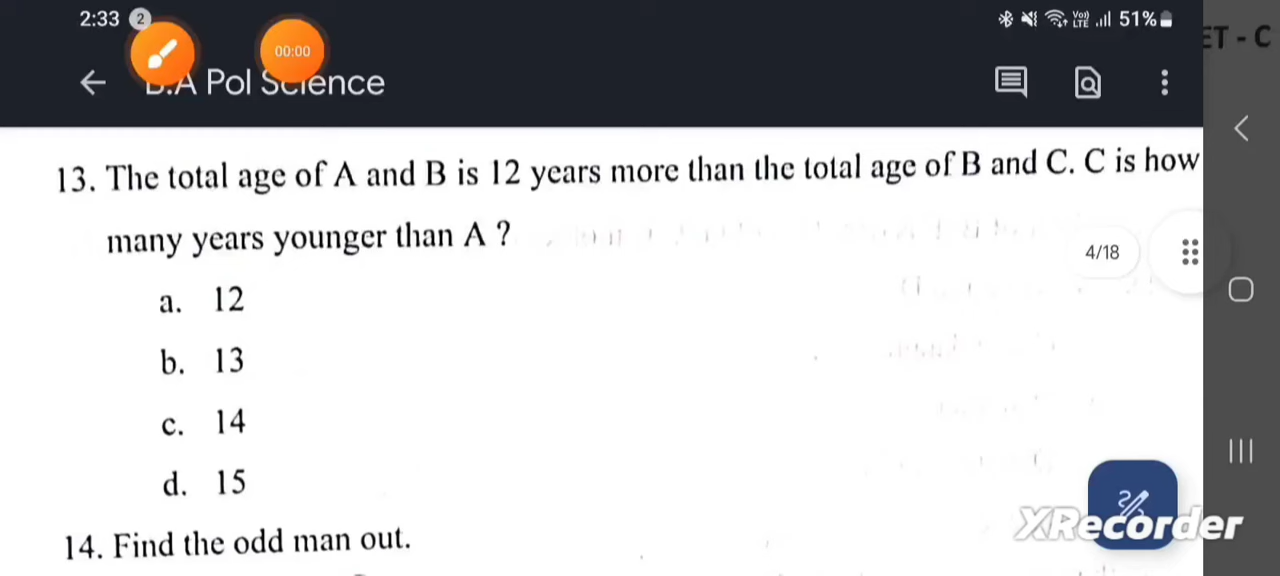 2:33 2 51%
ET - C
00:00
B.A Pol Science
13. The total age of A and B is 12 years more than the total age of B and C. C is how
many years younger than A ?
4/18
a. 12
b. 13
c. 14
d. 15
XRecorder
14. Find the odd man out.